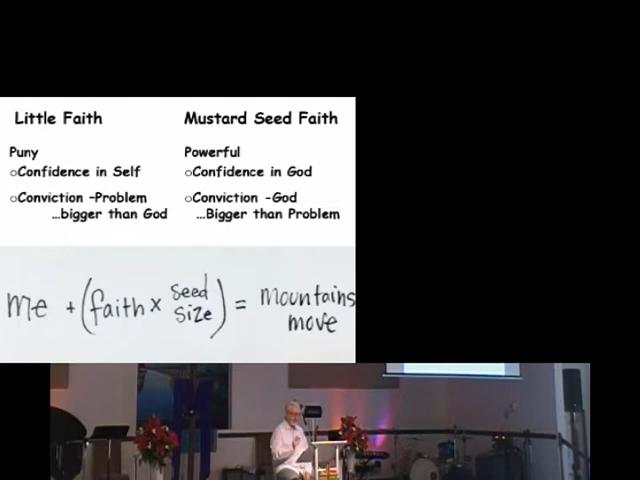 Little Faith
Puny
○Confidence in Self
○Conviction –Problem
...bigger than God
Mustard Seed Faith
Powerful
○Confidence in God
○Conviction -God
...Bigger than Problem
me + (faith x seed size) = mountains move